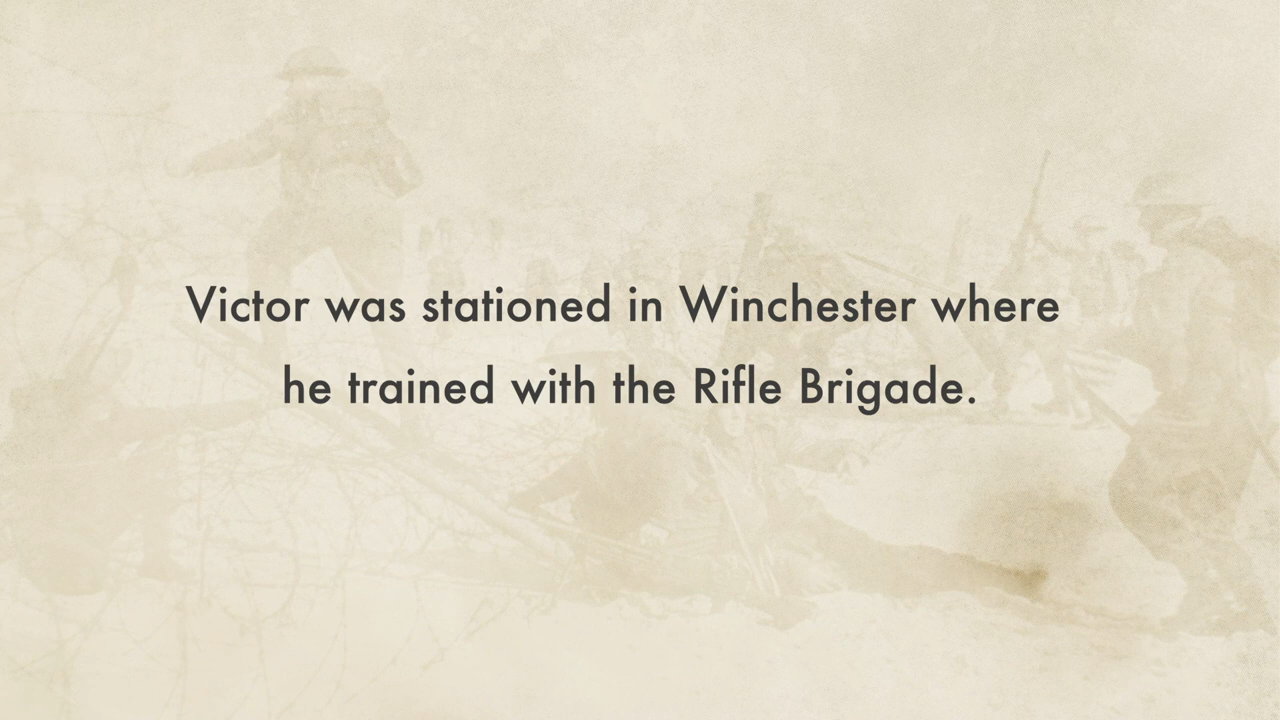 Victor was stationed in Winchester where
he trained with the Rifle Brigade.